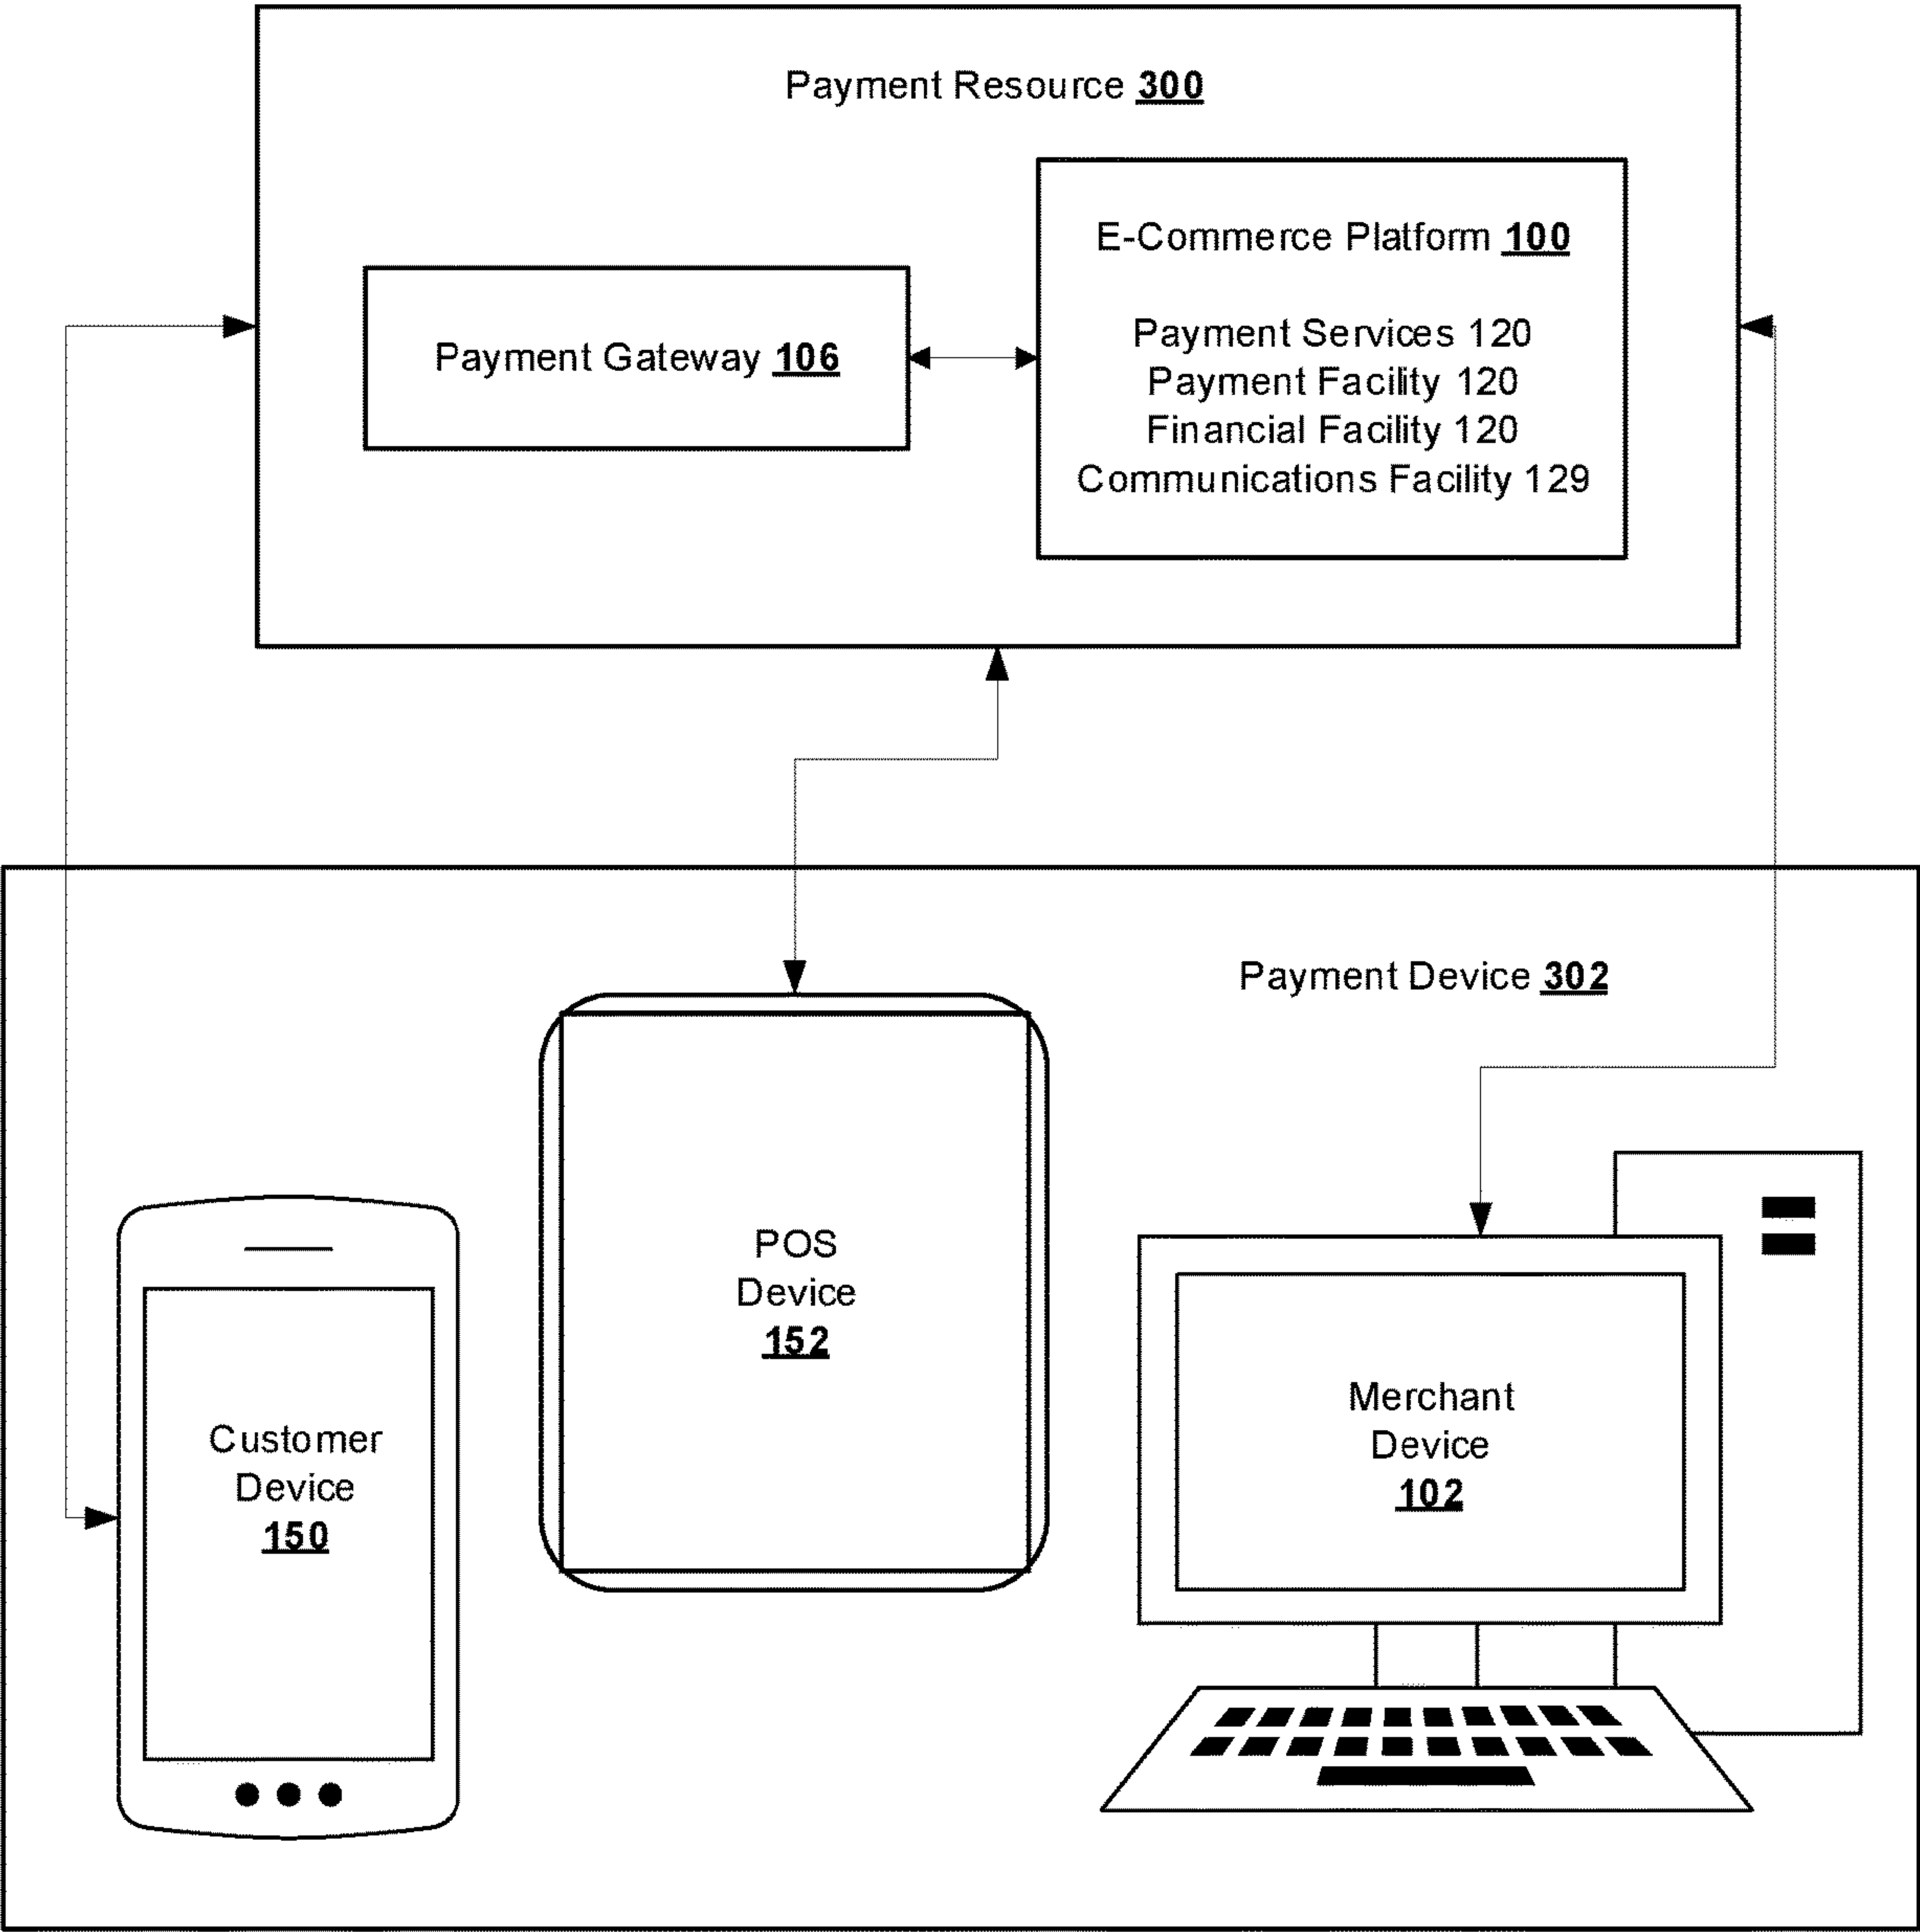 Payment Resource 300
E-Commerce Platform 100
Payment Gateway 106
Payment Services 120
Payment Facility 120
Financial Facility 120
Communications Facility 129
Payment Device 302
POS
Device
152
Customer
Device
150
Merchant
Device
102